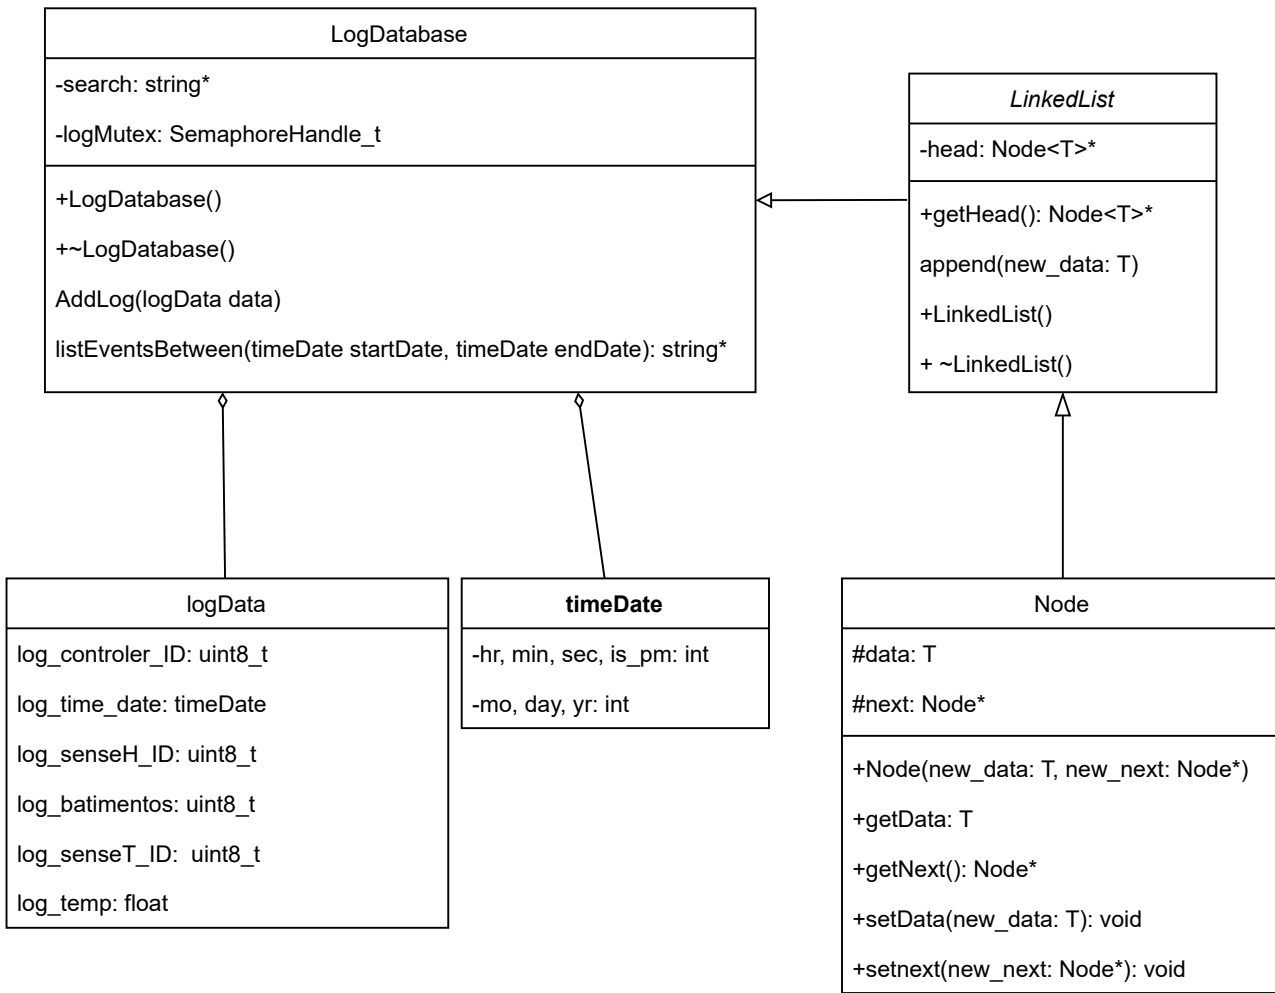 LogDatabase
-search: string*
-logMutex: SemaphoreHandle_t
+LogDatabase()
+~LogDatabase()
AddLog(logData data)
listEventsBetween(timeDate startDate, timeDate endDate): string*
LinkedList
-head: Node<T>*
+getHead(): Node<T>*
append(new_data: T)
+LinkedList()
+ ~LinkedList()
logData
log_controler_ID: uint8_t
log_time_date: timeDate
log_senseH_ID: uint8_t
log_batimentos: uint8_t
log_senseT_ID:  uint8_t
log_temp: float
timeDate
-hr, min, sec, is_pm: int
-mo, day, yr: int
Node
#data: T
#next: Node*
+Node(new_data: T, new_next: Node*)
+getData: T
+getNext(): Node*
+setData(new_data: T): void
+setnext(new_next: Node*): void